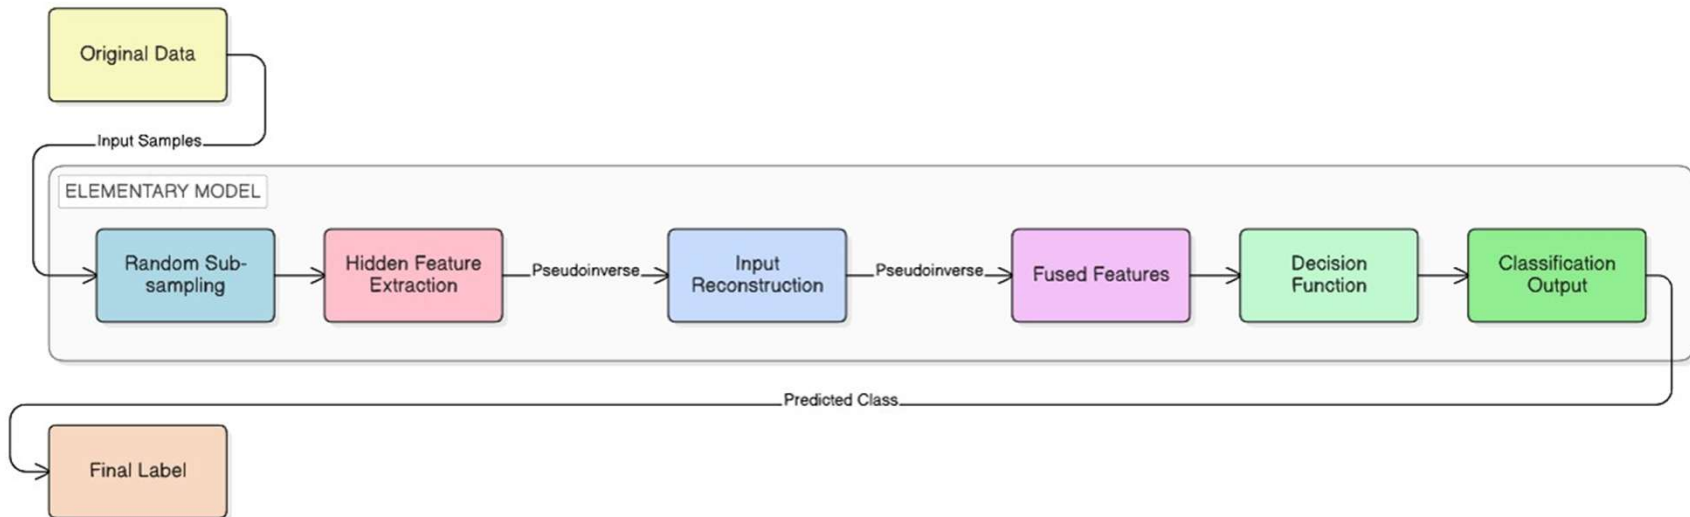 Original Data
Input Samples
ELEMENTARY MODEL
Random Sub-
sampling
Hidden Feature
Extraction
Pseudoinverse
Input
Reconstruction
Pseudoinverse
Fused Features
Decision
Function
Classification
Output
Predicted Class
Final Label